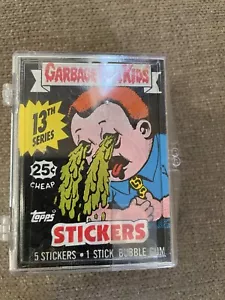 GARBAGE KIDS
13TH
SERIES
25¢
CHEAP
topps
STICKERS
5 STICKERS • 1 STICK BUBBLE GUM